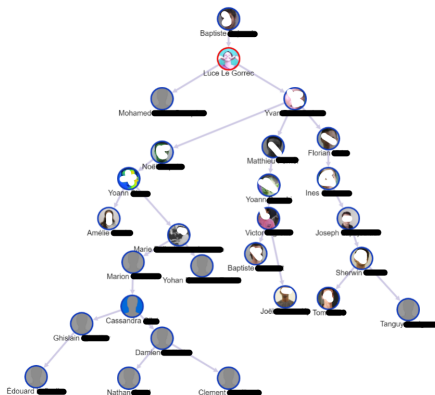 Baptiste
Luce Le Gorrec
Mohamed
Yvan
Noé
Matthieu
Florian
Yoann
Yoann
Ines
Amélie
Victor
Joseph
Marie
Baptiste
Sherwin
Marion
Yohan
Joël
Tom
Tanguy
Cassandra
Ghislain
Damien
Édouard
Nathan
Clement